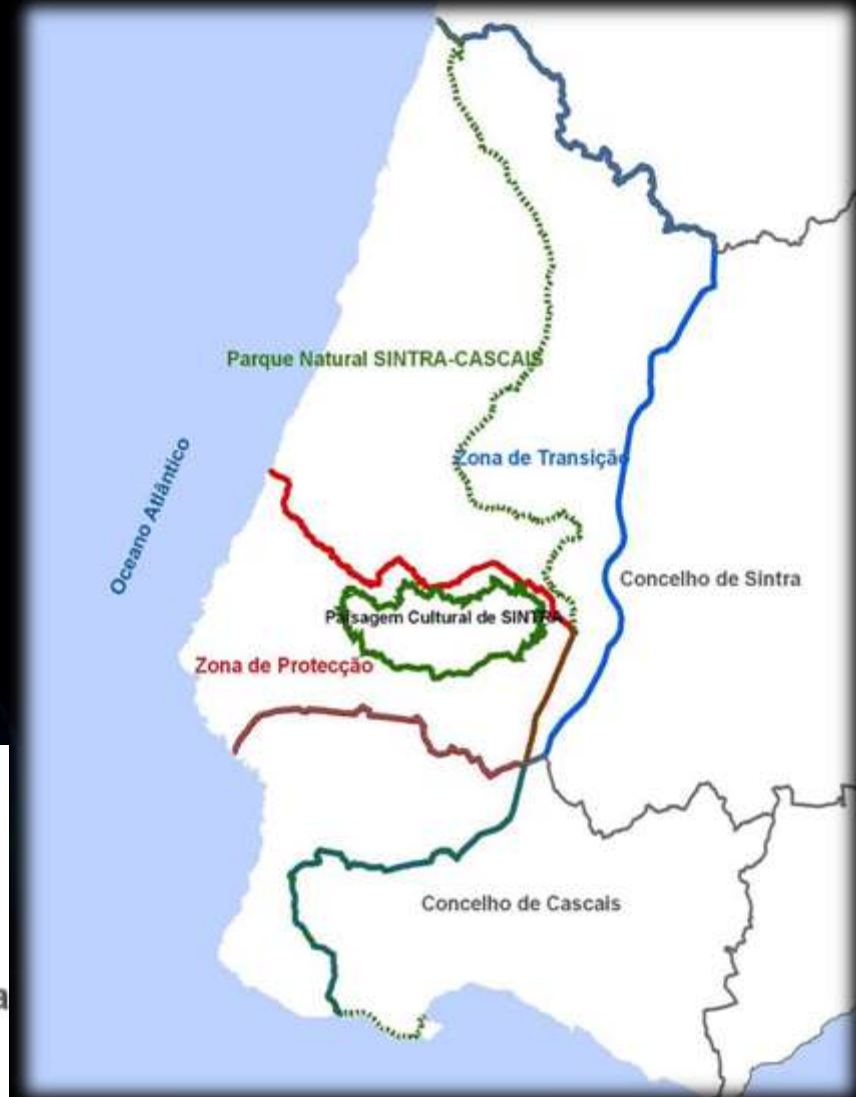 Parque Natural SINTRA-CASCAIS
Oceano Atlântico
Zona de Transição
Concelho de Sintra
Paisagem Cultural de SINTRA
Zona de Protecção
Concelho de Cascais
a